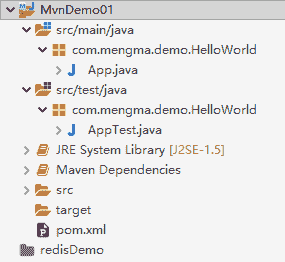 MvnDemo01
src/main/java
com.mengma.demo.HelloWorld
App.java
src/test/java
com.mengma.demo.HelloWorld
AppTest.java
JRE System Library [J2SE-1.5]
Maven Dependencies
src
target
pom.xml
redisDemo